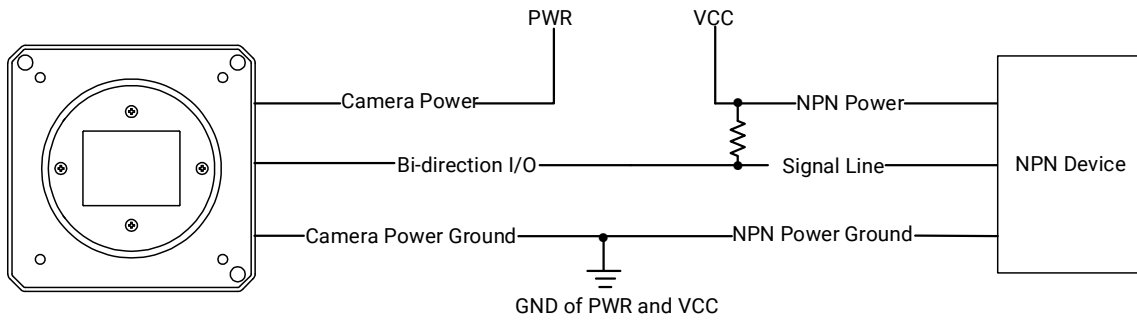 PWR
VCC
Camera Power
NPN Power
Bi-direction I/O
Signal Line
NPN Device
Camera Power Ground
NPN Power Ground
GND of PWR and VCC